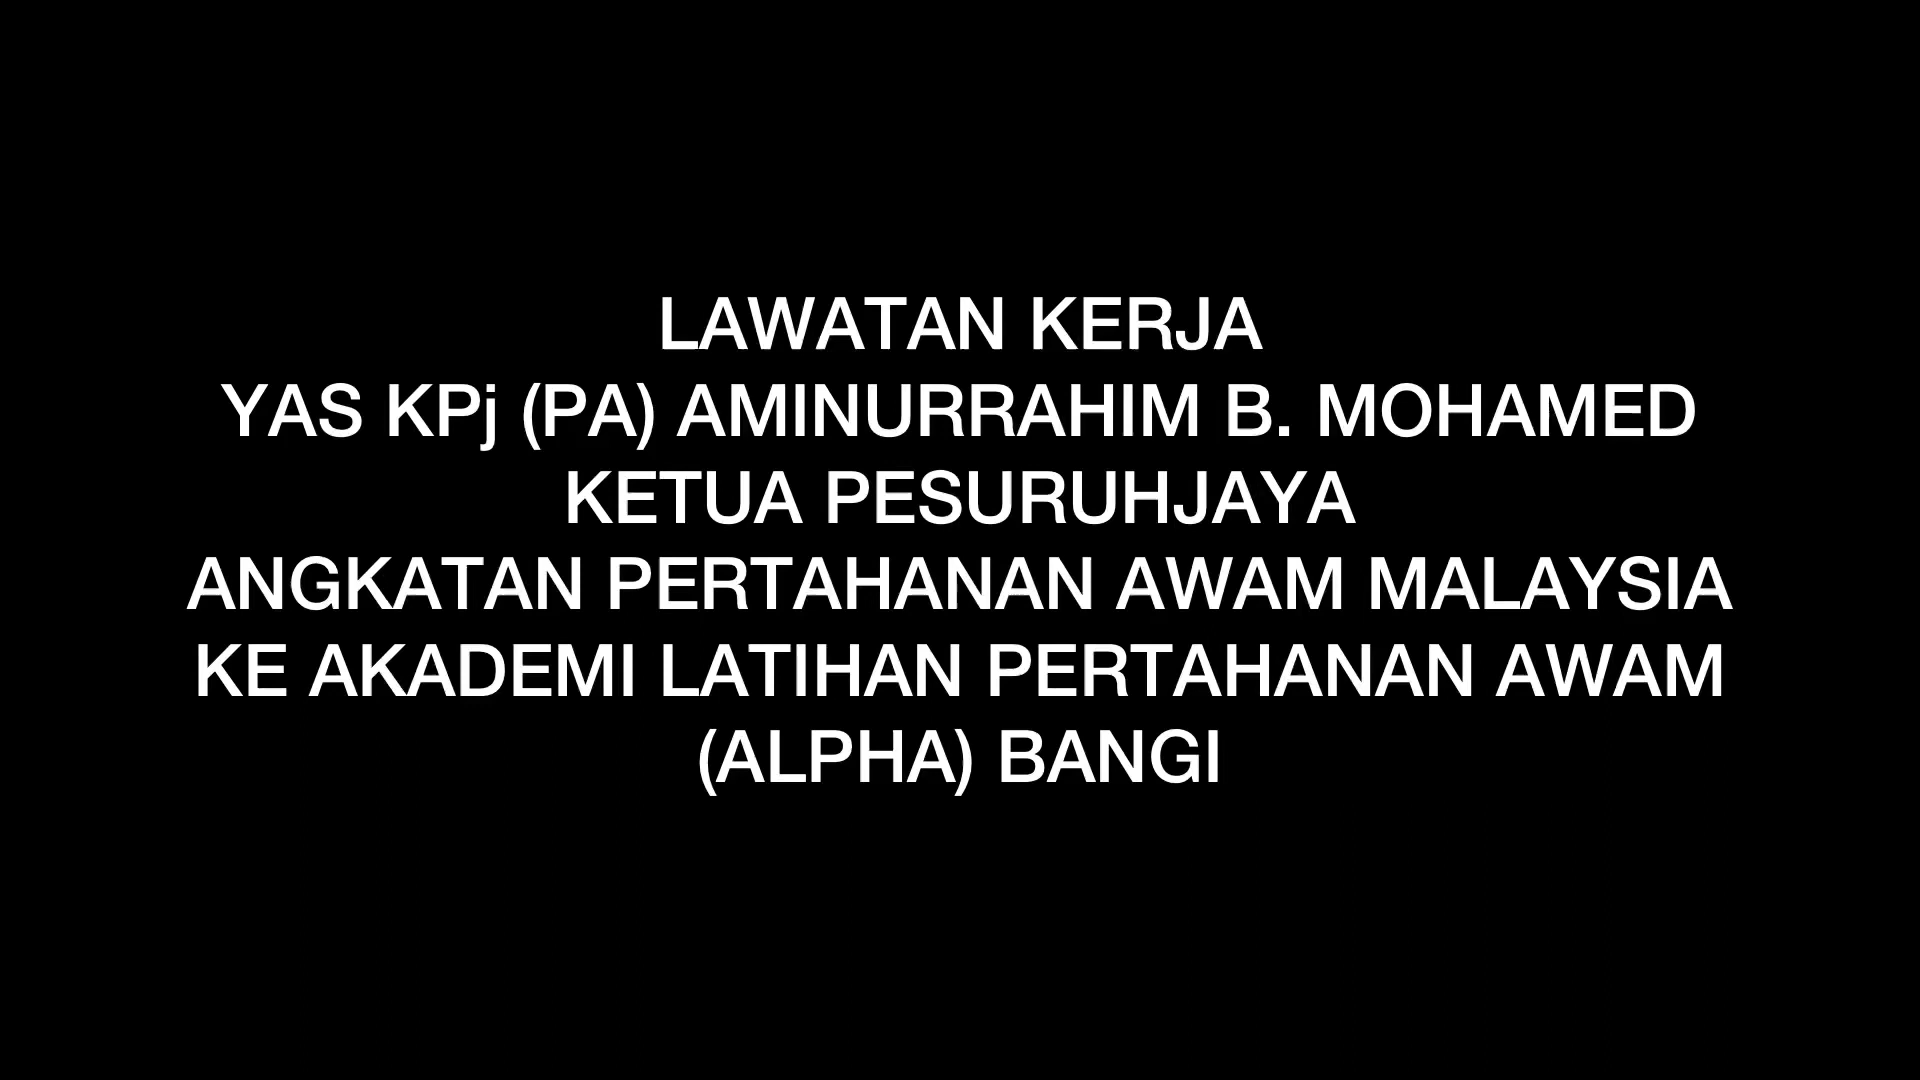 LAWATAN KERJA
YAS KPj (PA) AMINURRAHIM B. MOHAMED
KETUA PESURUHJAYA
ANGKATAN PERTAHANAN AWAM MALAYSIA
KE AKADEMI LATIHAN PERTAHANAN AWAM
(ALPHA) BANGI